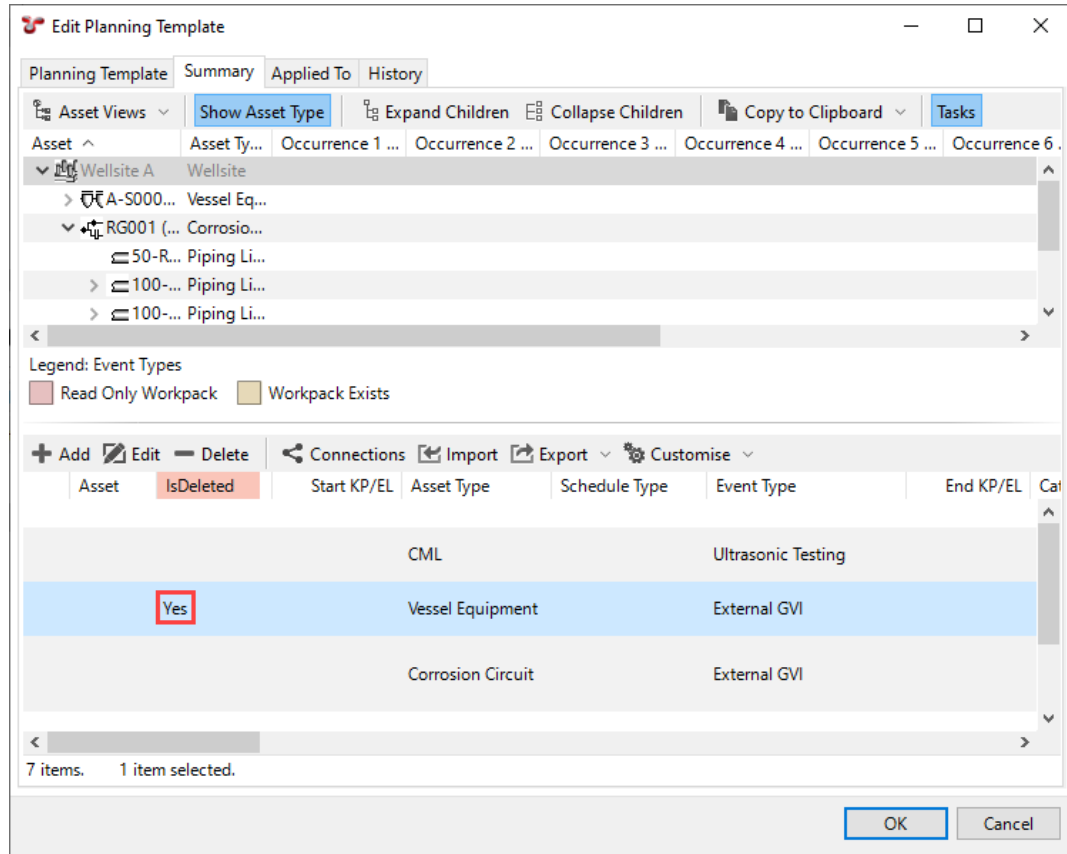 Edit Planning Template
Planning Template Summary Applied To History
Asset Views Show Asset Type Expand Children Collapse Children Copy to Clipboard Tasks
Asset Asset Ty... Occurrence 1 ... Occurrence 2 ... Occurrence 3 ... Occurrence 4 ... Occurrence 5 ... Occurrence 6 .
Wellsite A Wellsite
A-S000... Vessel Eq...
RG001 (... Corrosio...
50-R... Piping Li...
100-... Piping Li...
100-... Piping Li...
Legend: Event Types
Read Only Workpack Workpack Exists
Add Edit Delete Connections Import Export Customise
Asset IsDeleted Start KP/EL Asset Type Schedule Type Event Type End KP/EL Cat
CML Ultrasonic Testing
Yes Vessel Equipment External GVI
Corrosion Circuit External GVI
7 items. 1 item selected.
OK Cancel